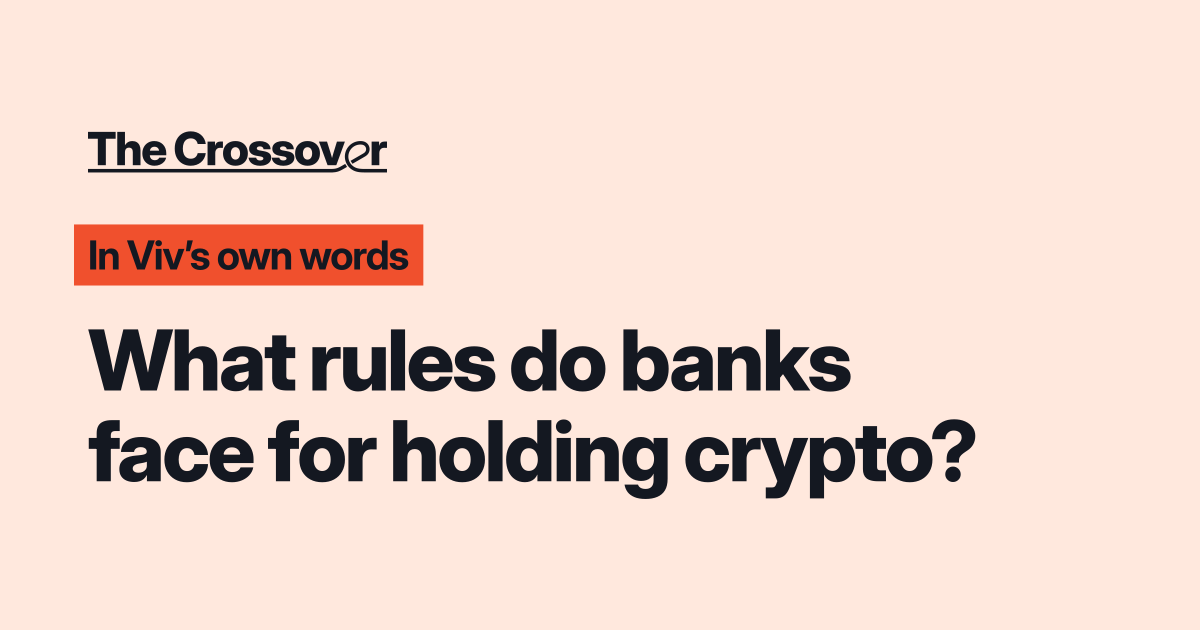 The Crossover
In Viv’s own words
What rules do banks
face for holding crypto?